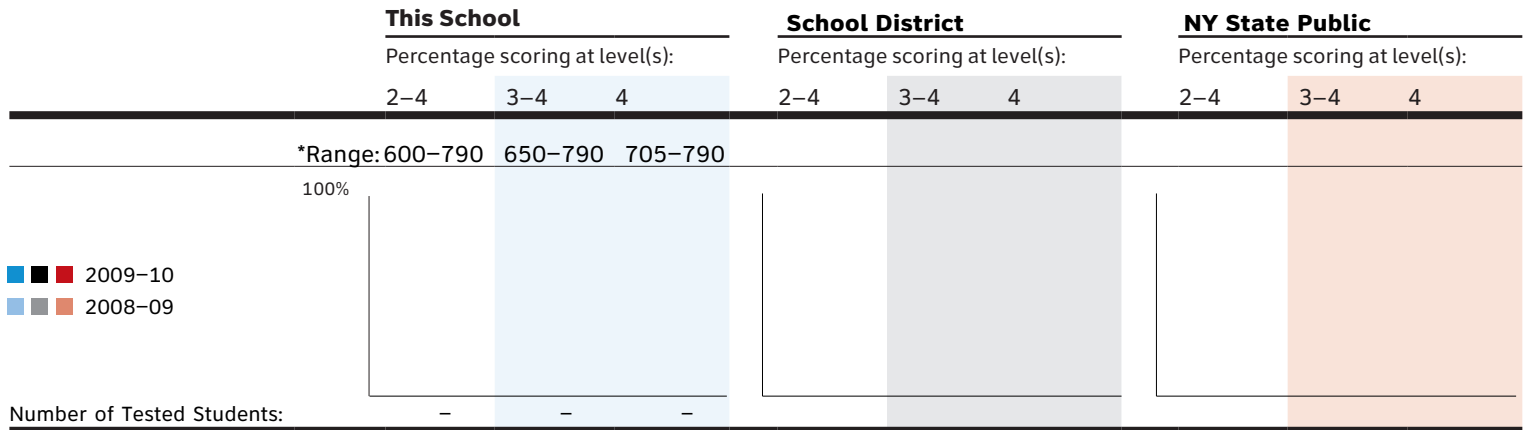 This School School District NY State Public
Percentage scoring at level(s): Percentage scoring at level(s): Percentage scoring at level(s):
2–4 3–4 4 2–4 3–4 4 2–4 3–4 4
*Range: 600–790 650–790 705–790
100%
2009–10
2008–09
Number of Tested Students: – – –